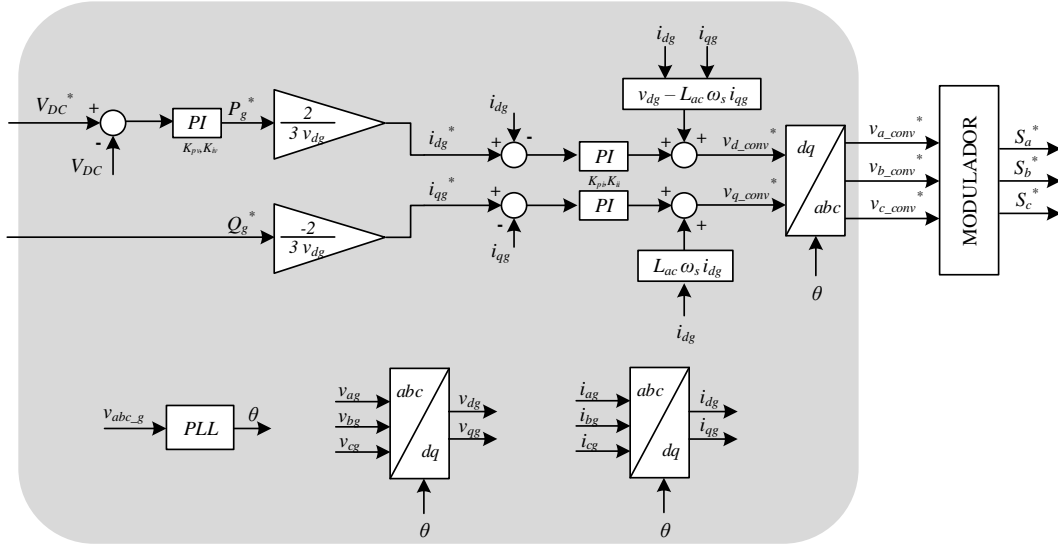 i_dg i_qg
v_dg – L_ac ω_s i_qg
V_DC^* + - V_DC
PI
K_pv, K_iv
P_g^*
2 / 3 v_dg
i_dg^*
i_dg
+ -
PI
K_pi, K_ii
+ +
v_d_conv^*
Q_g^*
-2 / 3 v_dg
i_qg^*
+ -
i_qg
PI
+ +
v_q_conv^*
L_ac ω_s i_dg
i_dg
dq
abc
θ
v_a_conv^*
v_b_conv^*
v_c_conv^*
MODULADOR
S_a^*
S_b^*
S_c^*
v_abc_g
PLL
θ
v_ag
v_bg
v_cg
abc
dq
v_dg
v_qg
θ
i_ag
i_bg
i_cg
abc
dq
i_dg
i_qg
θ